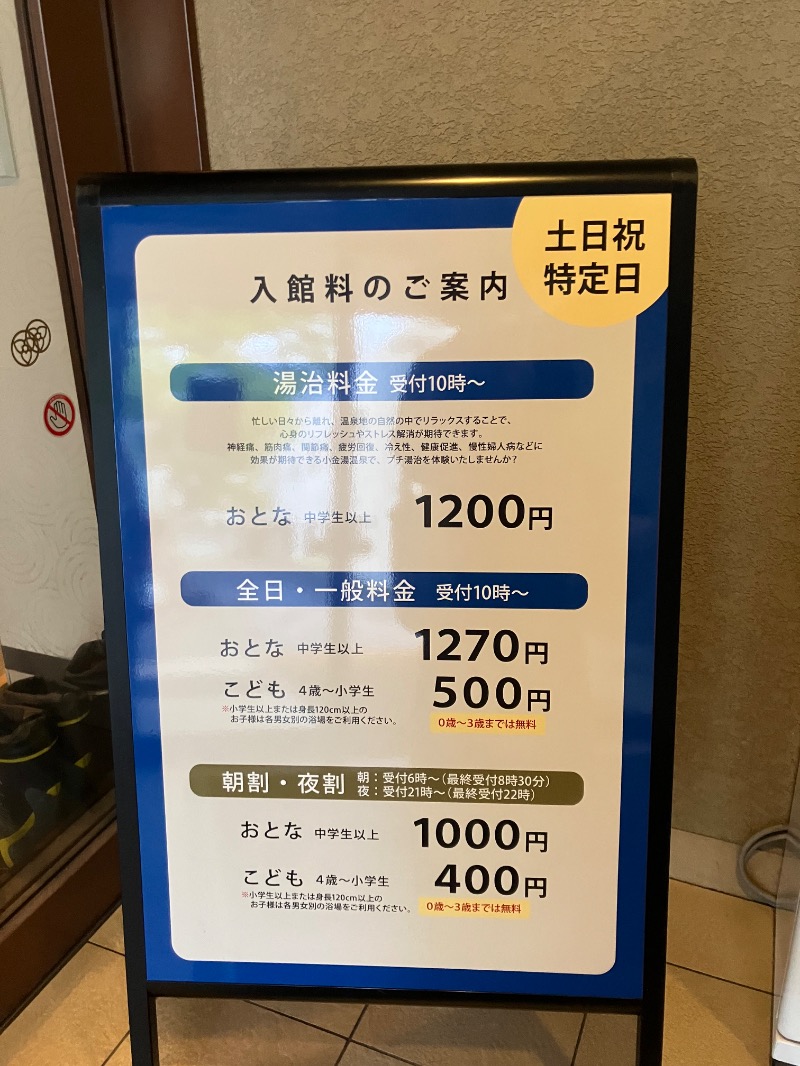 土日祝
特定日
入館料のご案内
湯治料金 受付10時～
忙しい日々から離れ、温泉地の自然の中でリラックスすることで、
心身のリフレッシュやストレス解消が期待できます。
神経痛、筋肉痛、関節痛、疲労回復、冷え性、健康促進、慢性婦人病などに
効果が期待できる小金湯温泉で、プチ湯治を体験いたしませんか？
おとな 中学生以上 1200円
全日・一般料金 受付10時～
おとな 中学生以上 1270円
こども 4歳～小学生 500円
※小学生以上または身長120cm以上の
お子様は各男女別の浴場をご利用ください。
0歳～3歳までは無料
朝割・夜割 朝：受付6時～（最終受付8時30分）
夜：受付21時～（最終受付22時）
おとな 中学生以上 1000円
こども 4歳～小学生 400円
※小学生以上または身長120cm以上の
お子様は各男女別の浴場をご利用ください。
0歳～3歳までは無料